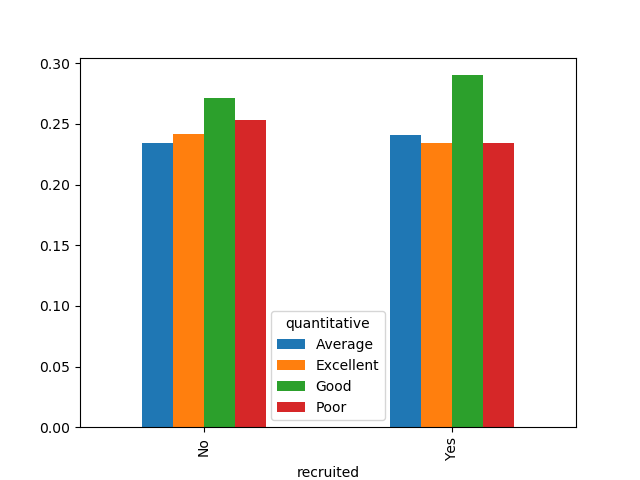 0.30
0.25
0.20
0.15
0.10
0.05
0.00
quantitative
Average
Excellent
Good
Poor
No
Yes
recruited